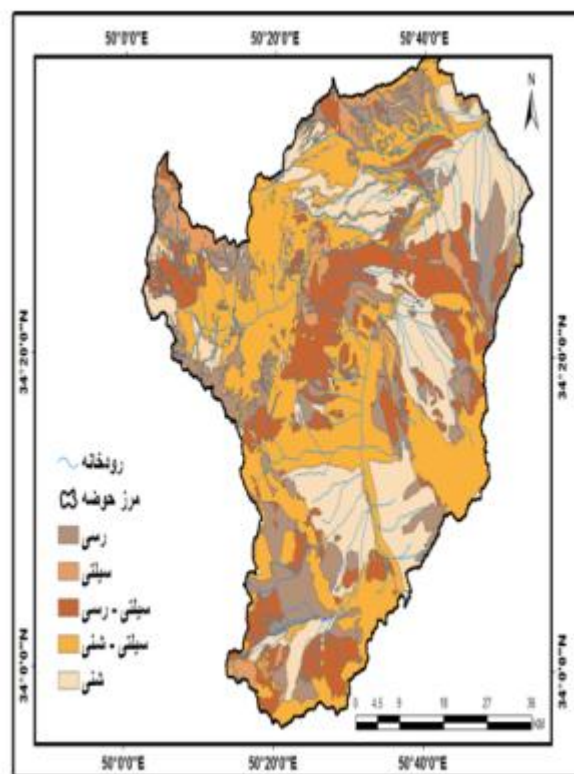 50°0'0"E 50°20'0"E 50°40'0"E
N
34°20'0"N 34°20'0"N
رودخانه
مرز حوضه
رسی
سیلتی
سیلتی - رسی
سیلتی - شنی
شنی
34°0'0"N 34°0'0"N
0 4.5 9 18 27 36
KM
50°0'0"E 50°20'0"E 50°40'0"E